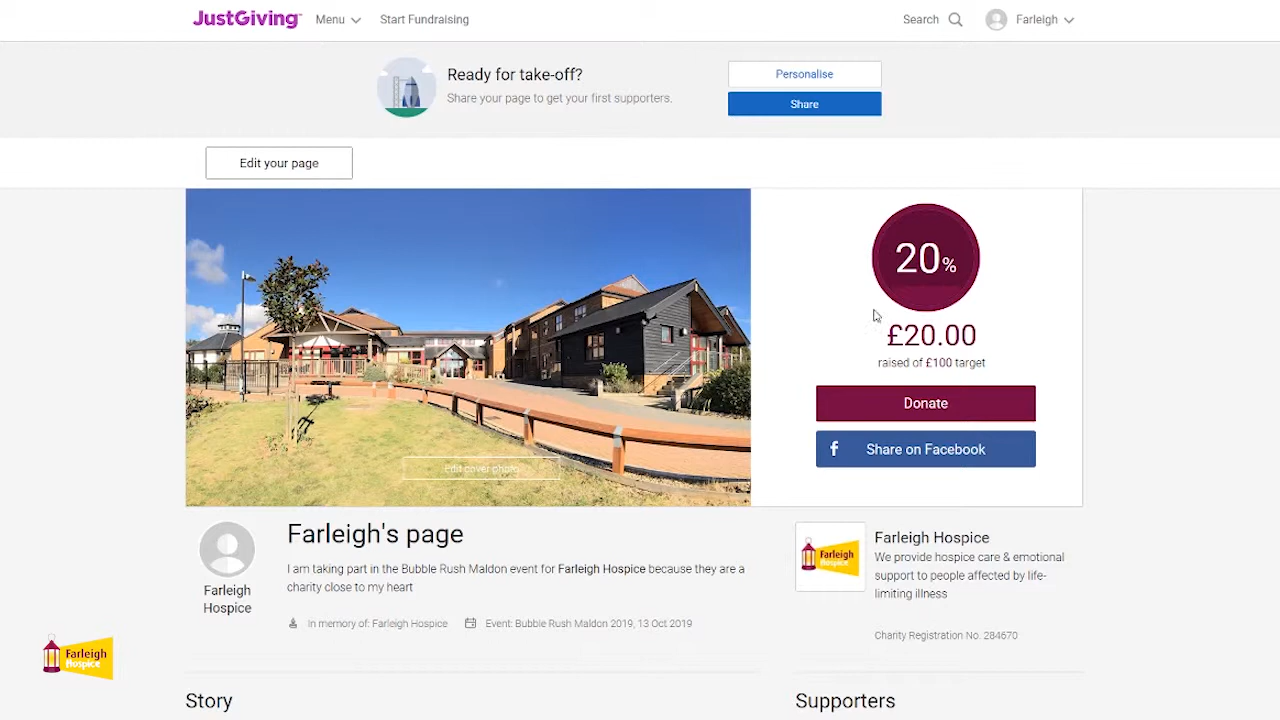 JustGiving™
Menu
Start Fundraising
Search
Farleigh
Ready for take-off?
Share your page to get your first supporters.
Personalise
Share
Edit your page
20%
£20.00
raised of £100 target
Donate
f Share on Facebook
Edit cover photo
Farleigh's page
I am taking part in the Bubble Rush Maldon event for Farleigh Hospice because they are a
charity close to my heart
Farleigh
Hospice
In memory of: Farleigh Hospice
Event: Bubble Rush Maldon 2019, 13 Oct 2019
Farleigh
Hospice
Farleigh Hospice
We provide hospice care & emotional
support to people affected by life-
limiting illness
Charity Registration No. 284670
Farleigh
Hospice
Story
Supporters